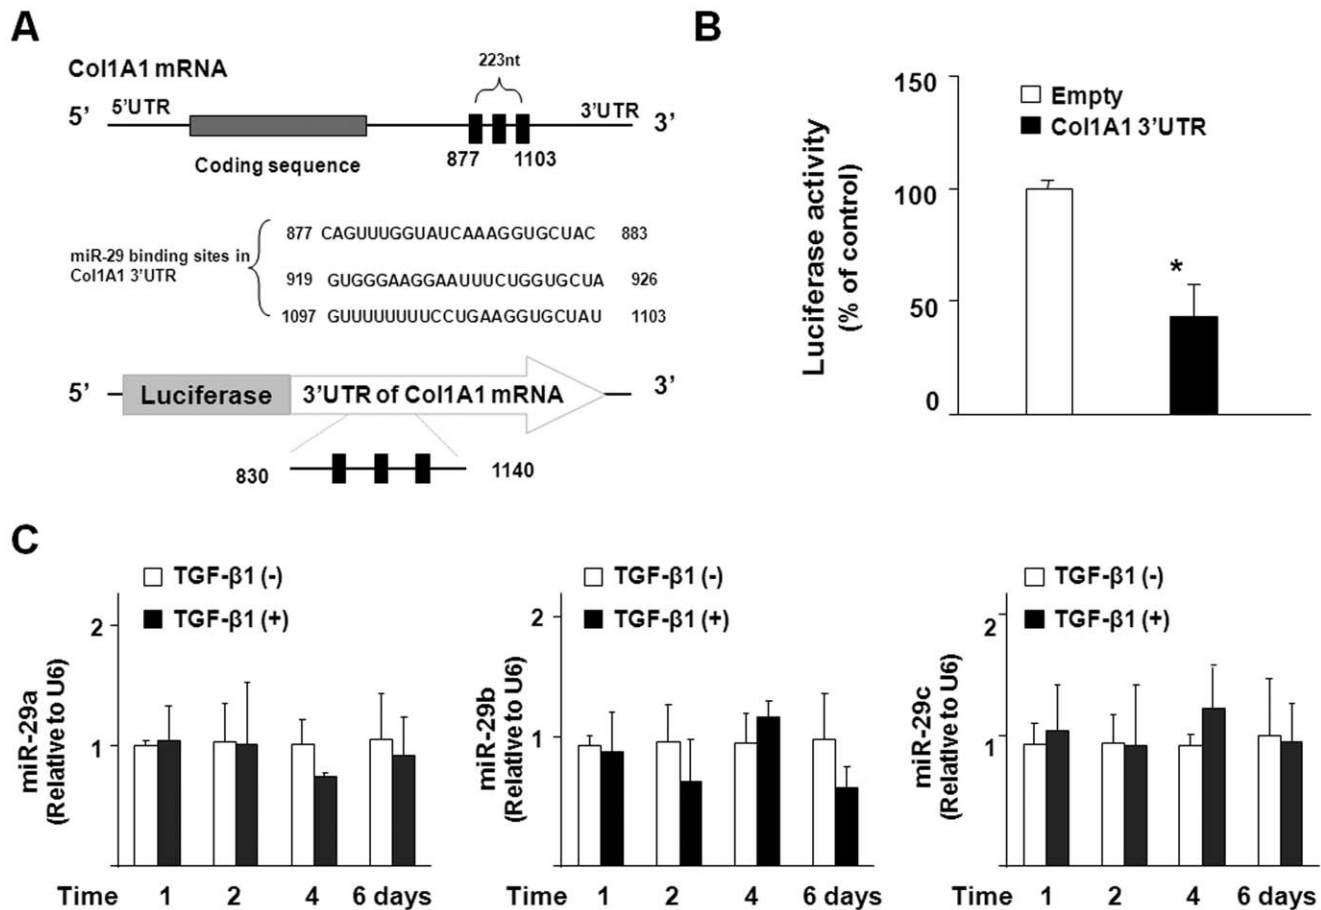 A
Col1A1 mRNA
223nt
5’ 5’UTR 3’UTR 3’
Coding sequence
877 1103
miR-29 binding sites in
Col1A1 3’UTR
877 CAGUUUGGUAUCAAAGGUGCUAC 883
919 GUGGGAAGGAAUUUCUGGUGCUA 926
1097 GUUUUUUUUCCUGAAGGUGCUAU 1103
5’ Luciferase 3’UTR of Col1A1 mRNA 3’
830 1140
B
Luciferase activity
(% of control)
150
100
50
0
Empty
Col1A1 3’UTR
*
C
miR-29a
(Relative to U6)
TGF-β1 (-)
TGF-β1 (+)
2
1
Time 1 2 4 6 days
miR-29b
(Relative to U6)
TGF-β1 (-)
TGF-β1 (+)
2
1
Time 1 2 4 6 days
miR-29c
(Relative to U6)
TGF-β1 (-)
TGF-β1 (+)
2
1
Time 1 2 4 6 days